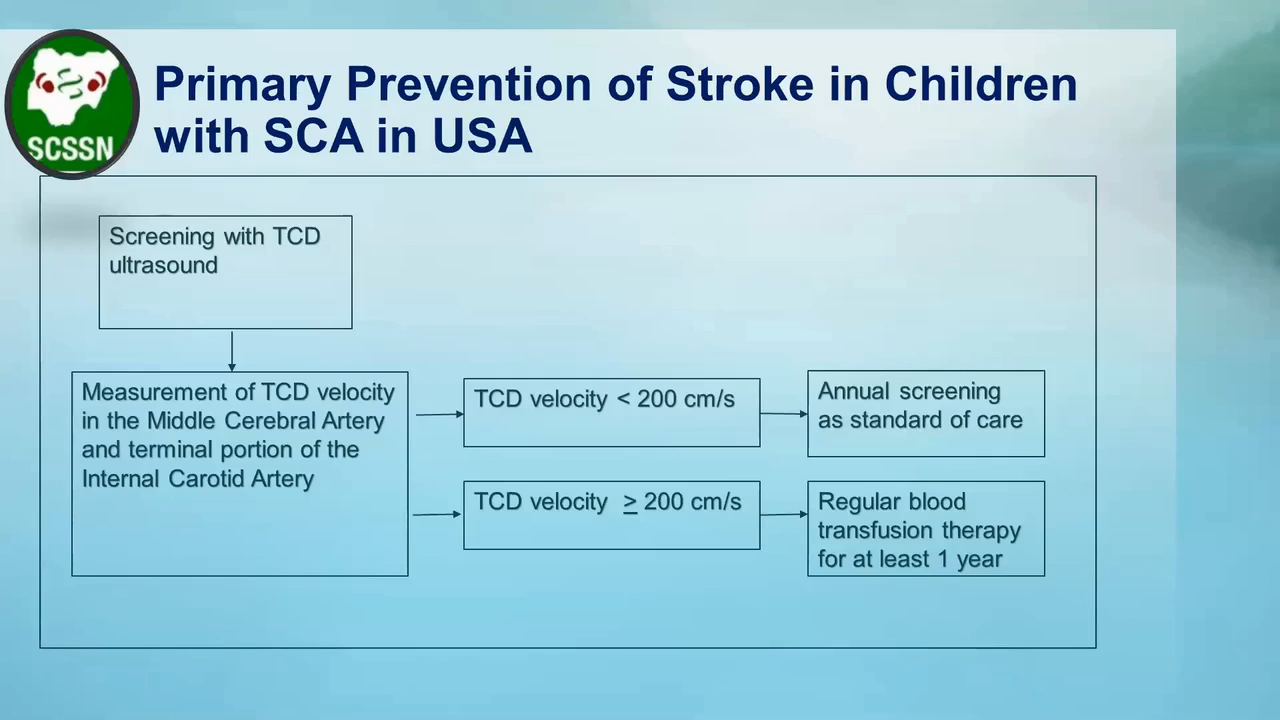 SCSSN
Primary Prevention of Stroke in Children
with SCA in USA
Screening with TCD
ultrasound
Measurement of TCD velocity
in the Middle Cerebral Artery
and terminal portion of the
Internal Carotid Artery
TCD velocity < 200 cm/s
Annual screening
as standard of care
TCD velocity ≥ 200 cm/s
Regular blood
transfusion therapy
for at least 1 year